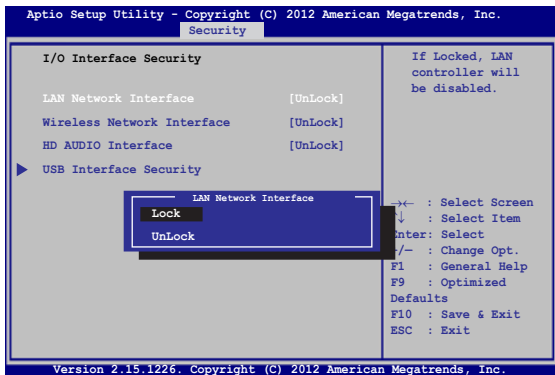 Aptio Setup Utility - Copyright (C) 2012 American Megatrends, Inc.
Security
I/O Interface Security
LAN Network Interface [UnLock]
Wireless Network Interface [UnLock]
HD AUDIO Interface [UnLock]
USB Interface Security
If Locked, LAN
controller will
be disabled.
LAN Network Interface
Lock
UnLock
→← : Select Screen
↑↓ : Select Item
Enter: Select
+/— : Change Opt.
F1 : General Help
F9 : Optimized
Defaults
F10 : Save & Exit
ESC : Exit
Version 2.15.1226. Copyright (C) 2012 American Megatrends, Inc.